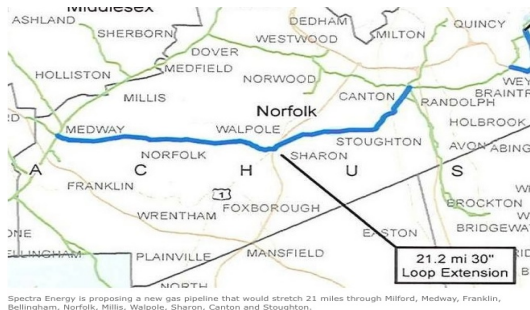 Middlesex
ASHLAND
SHERBORN
DEDHAM
WESTWOOD
MILTON
QUINCY
DOVER
HOLLISTON
MEDFIELD
NORWOOD
MILLIS
CANTON
RANDOLPH
BRAINT
WEY
Norfolk
HOLBROOK
MEDWAY
WALPOLE
STOUGHTON
AVON
ABING
NORFOLK
SHARON
A C H U S
FRANKLIN
1
FOXBOROUGH
BROCKTON
WRENTHAM
BRIDGEWA
EASTON
PLAINVILLE
MANSFIELD
21.2 mi 30"
Loop Extension
NORTH
Spectra Energy is proposing a new gas pipeline that would stretch 21 miles through Milford, Medway, Franklin,
Bellingham, Norfolk, Millis, Walpole, Sharon, Canton and Stoughton.